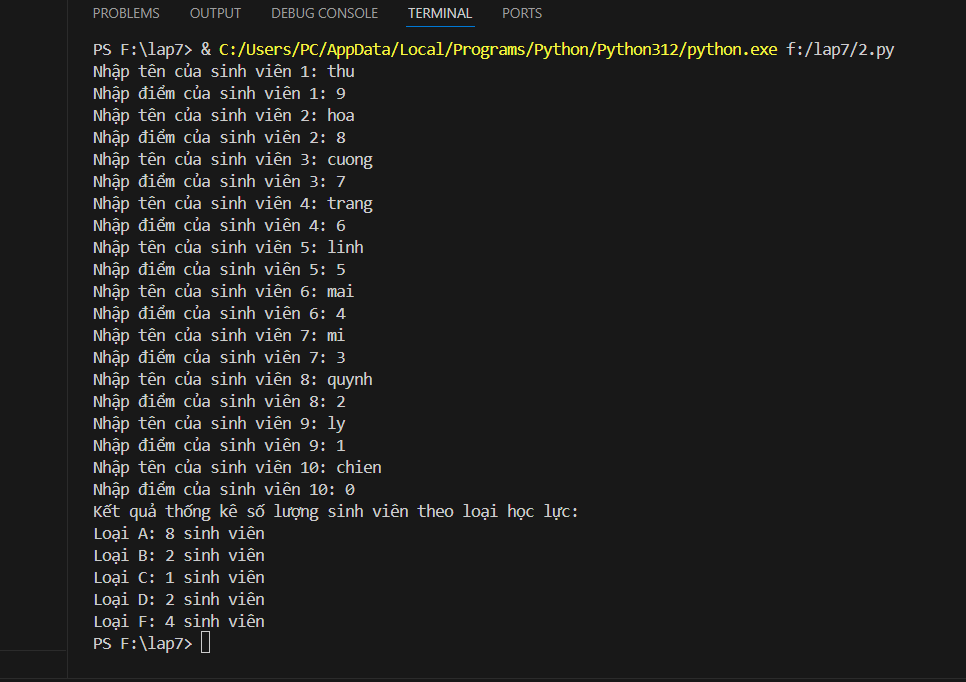 PROBLEMS OUTPUT DEBUG CONSOLE TERMINAL PORTS
PS F:\lap7> & C:/Users/PC/AppData/Local/Programs/Python/Python312/python.exe f:/lap7/2.py
Nhập tên của sinh viên 1: thu
Nhập điểm của sinh viên 1: 9
Nhập tên của sinh viên 2: hoa
Nhập điểm của sinh viên 2: 8
Nhập tên của sinh viên 3: cuong
Nhập điểm của sinh viên 3: 7
Nhập tên của sinh viên 4: trang
Nhập điểm của sinh viên 4: 6
Nhập tên của sinh viên 5: linh
Nhập điểm của sinh viên 5: 5
Nhập tên của sinh viên 6: mai
Nhập điểm của sinh viên 6: 4
Nhập tên của sinh viên 7: mi
Nhập điểm của sinh viên 7: 3
Nhập tên của sinh viên 8: quynh
Nhập điểm của sinh viên 8: 2
Nhập tên của sinh viên 9: ly
Nhập điểm của sinh viên 9: 1
Nhập tên của sinh viên 10: chien
Nhập điểm của sinh viên 10: 0
Kết quả thống kê số lượng sinh viên theo loại học lực:
Loại A: 8 sinh viên
Loại B: 2 sinh viên
Loại C: 1 sinh viên
Loại D: 2 sinh viên
Loại F: 4 sinh viên
PS F:\lap7>